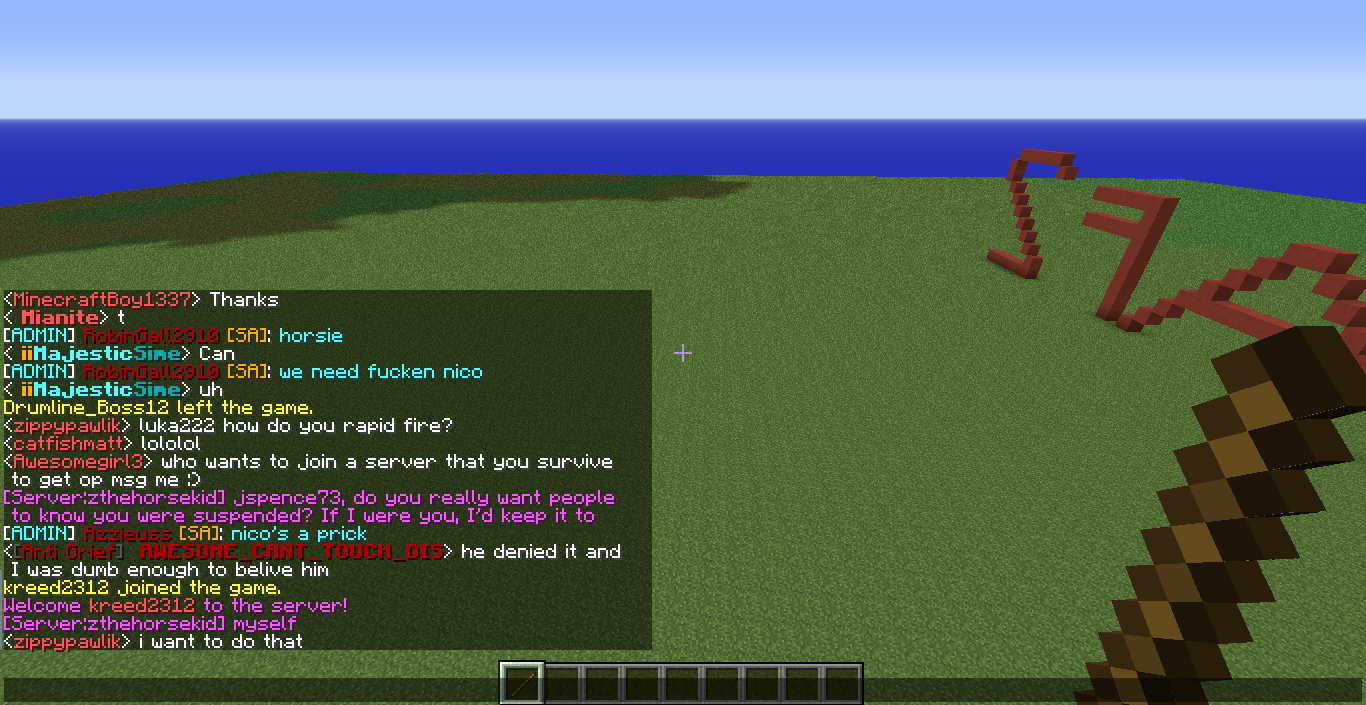 <MinecraftBoy1337> Thanks
< Mianite> t
[ADMIN] RobinGall2910 [SA]: horsie
< iiMajesticSime> Can
[ADMIN] RobinGall2910 [SA]: we need fucken nico
< iiMajesticSime> uh
Drumline_Boss12 left the game.
<zippypawlik> luka222 how do you rapid fire?
<catfishmatt> lololol
<Awesomegirl3> who wants to join a server that you survive
to get op msg me :)
[Server:zthehorsekid] jspence73, do you really want people
to know you were suspended? If I were you, I'd keep it to
[ADMIN] Azzieuss [SA]: nico's a prick
<[Anti Grief] AWESOME_CANT_TOUCH_DIS> he denied it and
I was dumb enough to belive him
kreed2312 joined the game.
Welcome kreed2312 to the server!
[Server:zthehorsekid] myself
<zippypawlik> i want to do that